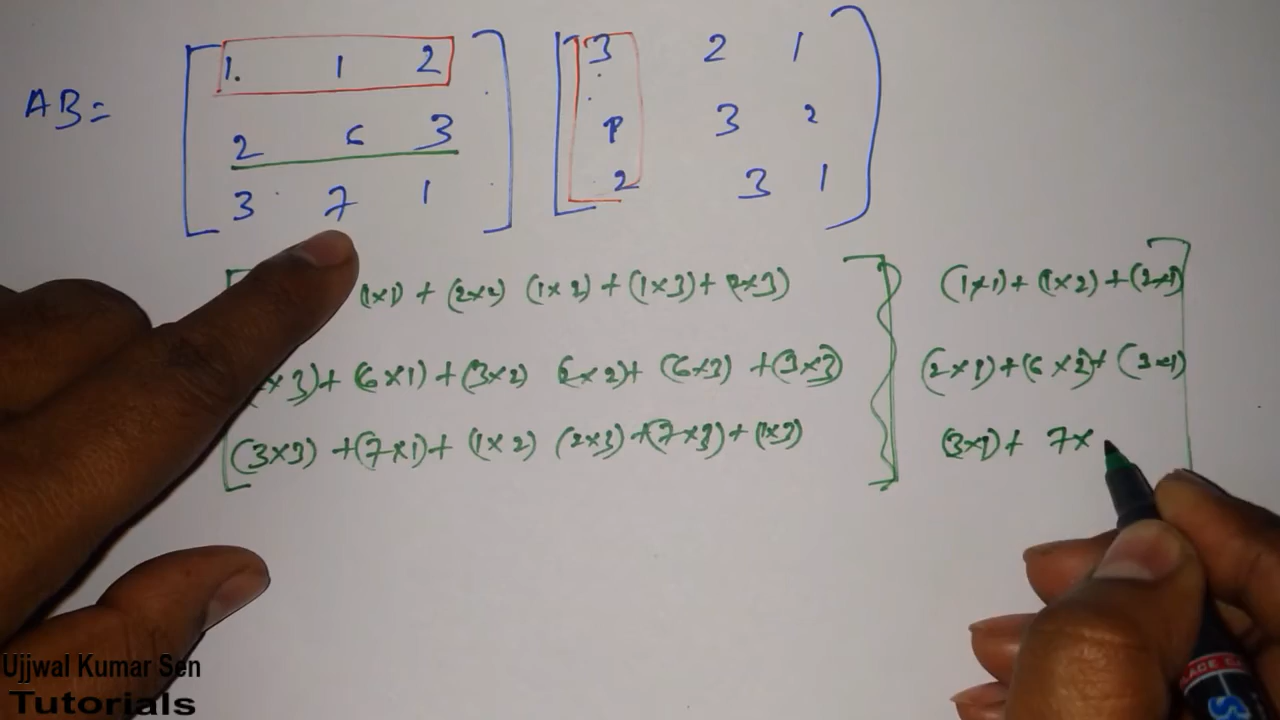 AB=
1. 1 2 3 2 1
2 6 3 1 3 2
3 7 1 2 3 1
1×1) + (2×2) (1×2) + (1×3) + 2×3) (1×1) + (1×2) + (2×1)
×3) + (6×1) + (3×2) (2×2) + (6×3) + (3×3) (2×1) + (6×2) + (3×1)
(3×3) + (7×1) + (1×2) (2×3) + (7×3) + (1×3) (3×1) + 7×
Ujjwal Kumar Sen
Tutorials